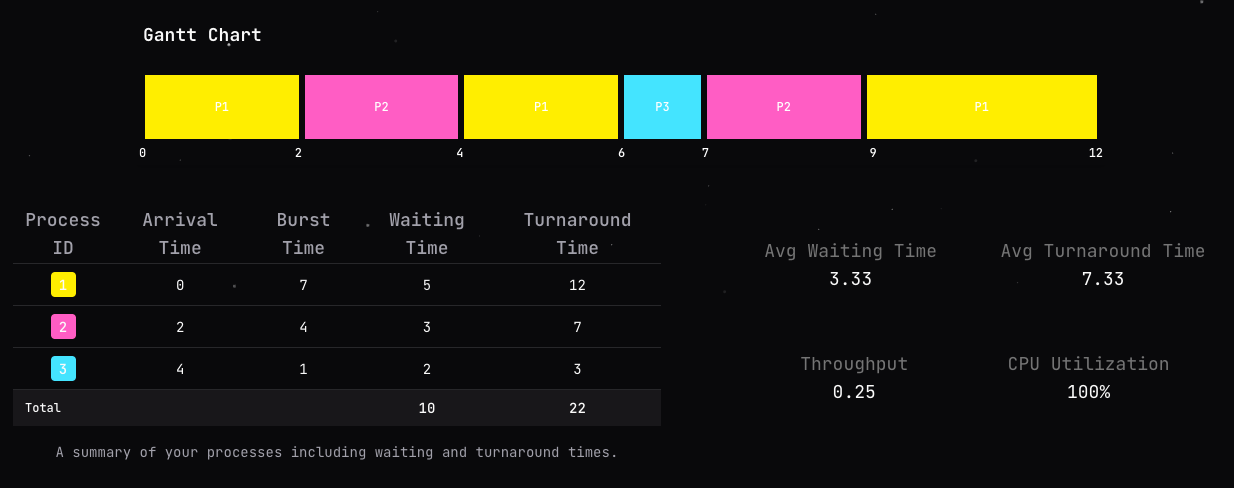 Gantt Chart
P1 P2 P1 P3 P2 P1
0 2 4 6 7 9 12
Process ID Arrival Time Burst Time Waiting Time Turnaround Time
1 0 7 5 12
2 2 4 3 7
3 4 1 2 3
Total 10 22
A summary of your processes including waiting and turnaround times.
Avg Waiting Time
3.33
Avg Turnaround Time
7.33
Throughput
0.25
CPU Utilization
100%